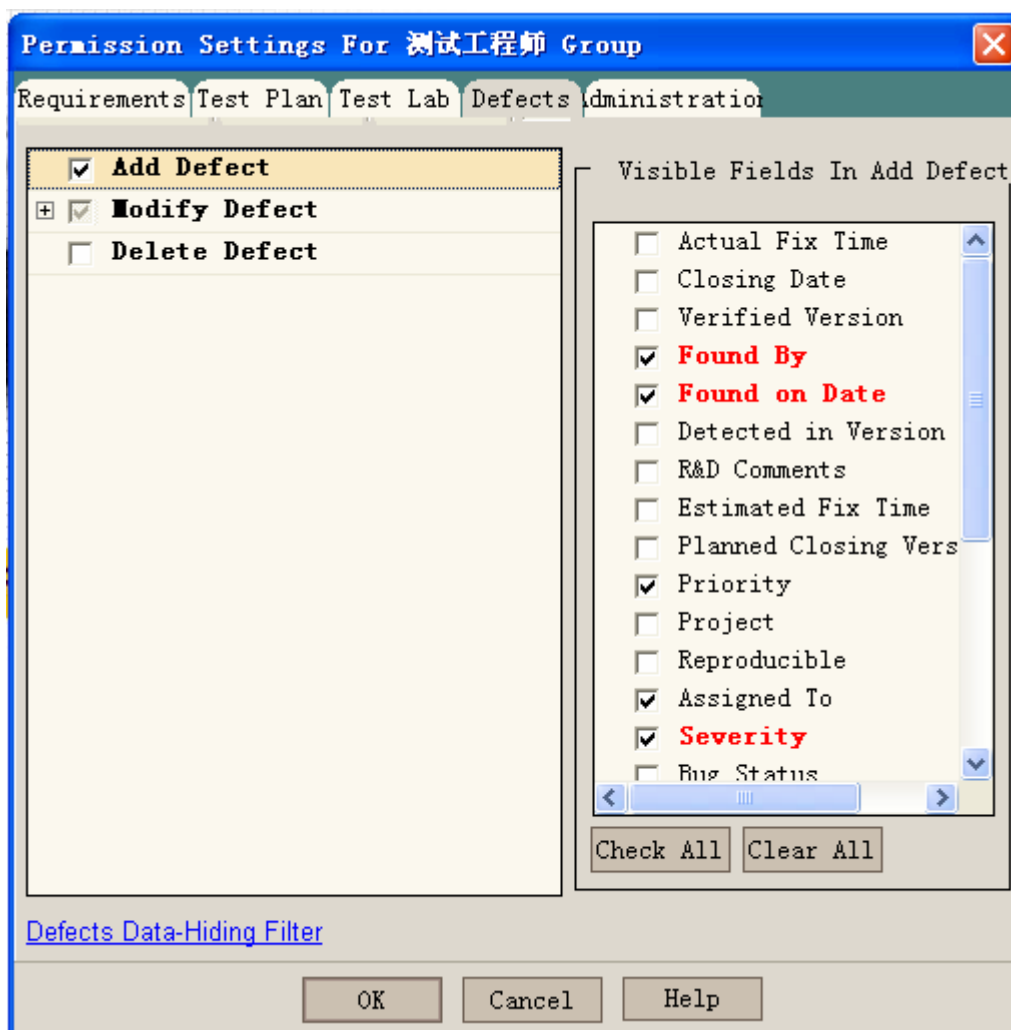 Permission Settings For 测试工程师 Group
Requirements Test Plan Test Lab Defects Administration
Add Defect
Modify Defect
Delete Defect
Visible Fields In Add Defect
Actual Fix Time
Closing Date
Verified Version
Found By
Found on Date
Detected in Version
R&D Comments
Estimated Fix Time
Planned Closing Vers
Priority
Project
Reproducible
Assigned To
Severity
Bug Status
Check All Clear All
Defects Data-Hiding Filter
OK Cancel Help